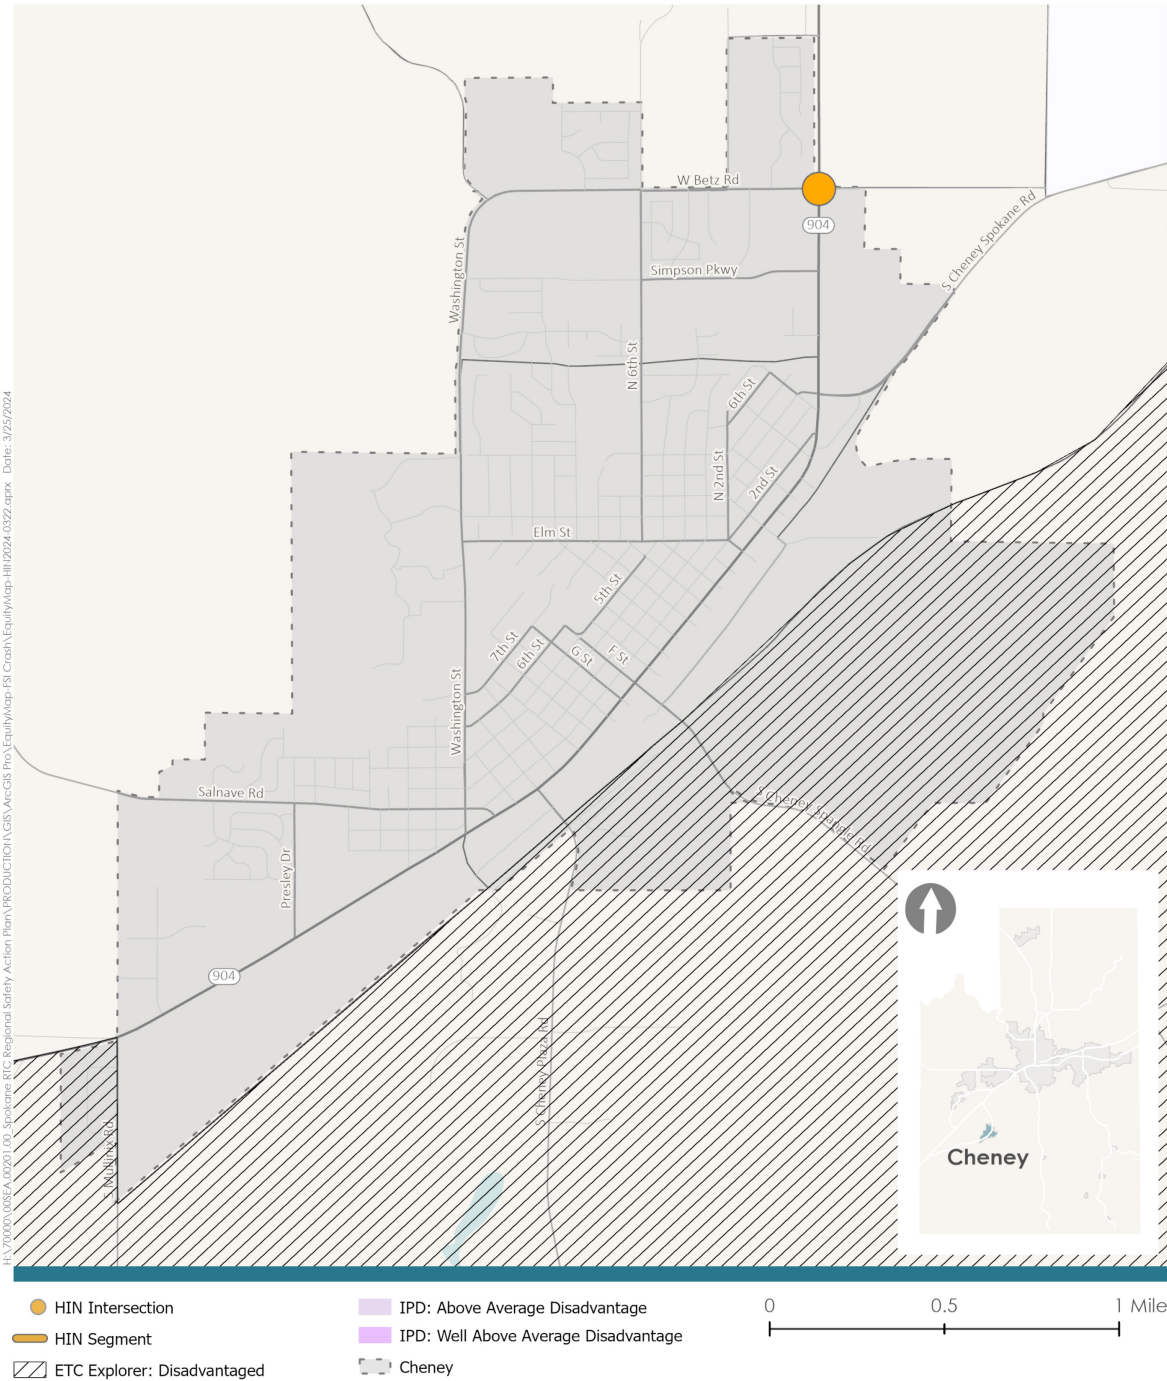 W Betz Rd
904
S Cheney Spokane Rd
Simpson Pkwy
Washington St
N 6th St
6th St
N 2nd St
2nd St
Elm St
5th St
7th St
6th St
G St
F St
Washington St
Salnave Rd
S Cheney Spangle Rd
Presley Dr
904
S Cheney Plaza Rd
S Mullinix Rd
Cheney
H:\70000\00SEA.00201.00_Spokane RTC Regional Safety Action Plan\PRODUCTION\GIS\ArcGIS Pro\EquityMap-FSI Crash\EquityMap-HIN2024-0322.aprx Date: 3/25/2024
HIN Intersection
HIN Segment
ETC Explorer: Disadvantaged
IPD: Above Average Disadvantage
IPD: Well Above Average Disadvantage
Cheney
0 0.5 1 Mile